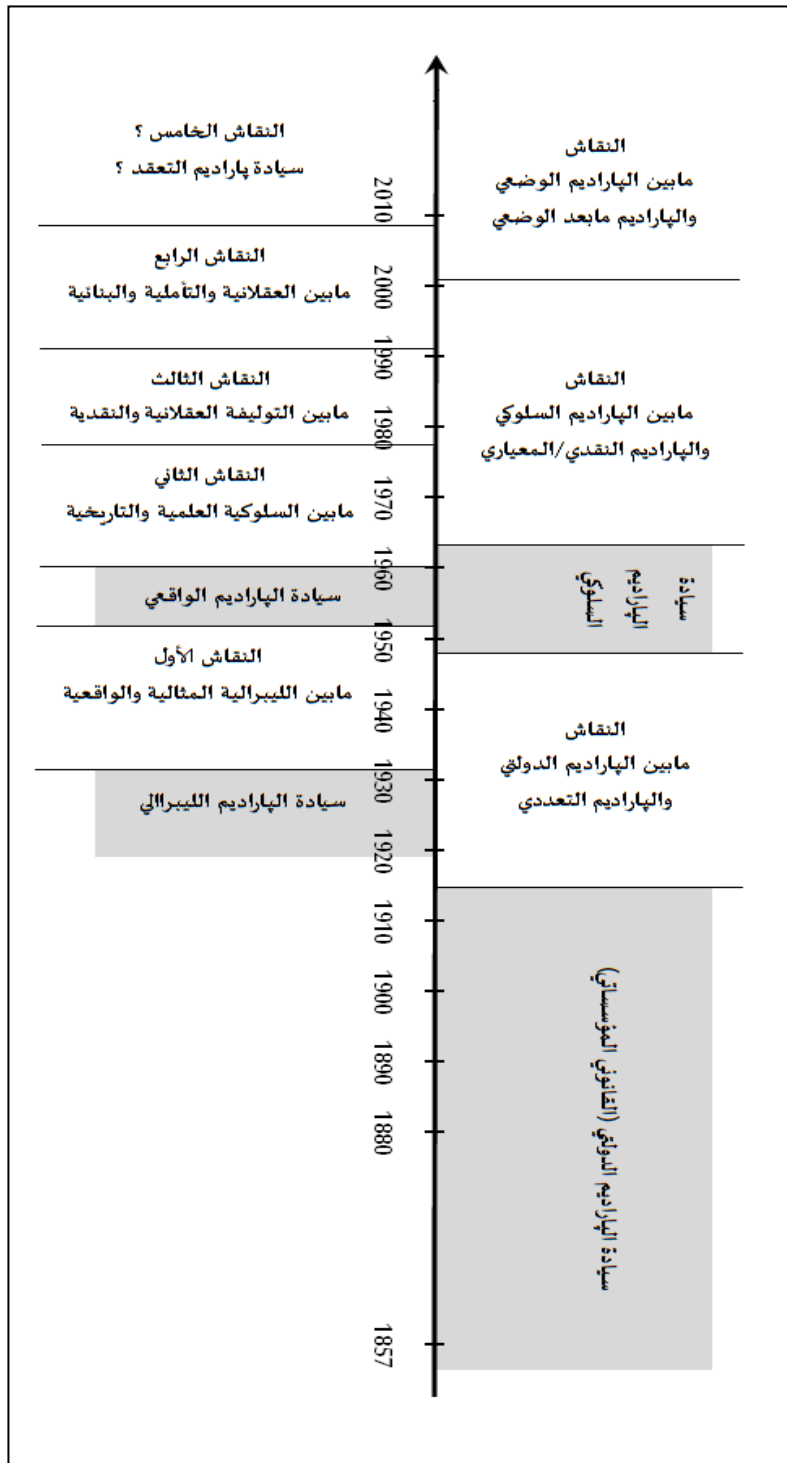 النقاش
مابين الپاراديم الوضعي
والپاراديم مابعد الوضعي
النقاش
مابين الپاراديم السلوكي
والپاراديم النقدي/المعياري
سيادة
الپاراديم
السلوكي
النقاش
مابين الپاراديم الدولتي
والپاراديم التعددي
سيادة الپاراديم الدولتي (القانوني المؤسساتي)
2010
2000
1990
1980
1970
1960
1950
1940
1930
1920
1910
1900
1890
1880
1857
النقاش الخامس ؟
سيادة پاراديم التعقد ؟
النقاش الرابع
مابين العقلانية والتأملية والبنائية
النقاش الثالث
مابين التوليفة العقلانية والنقدية
النقاش الثاني
مابين السلوكية العلمية والتاريخية
سيادة الپاراديم الواقعي
النقاش الأول
مابين الليبرالية المثالية والواقعية
سيادة الپاراديم الليبراالي